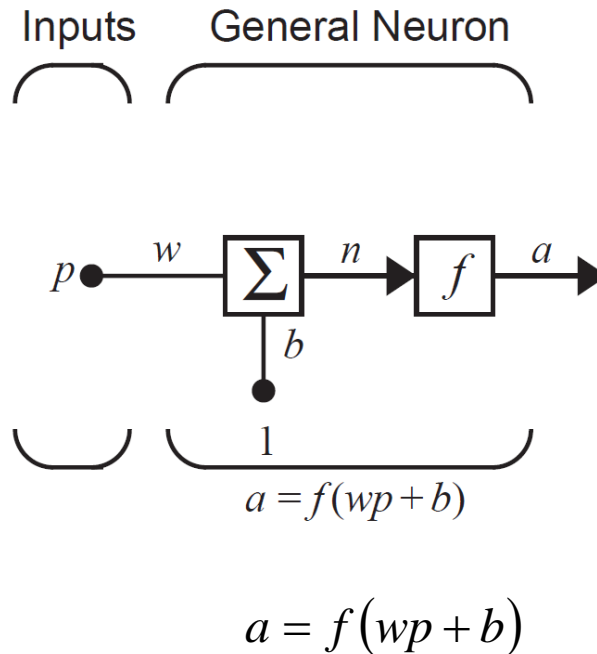 Inputs General Neuron
p w Σ n f a
b
1
a = f(wp + b)
a = f(wp + b)